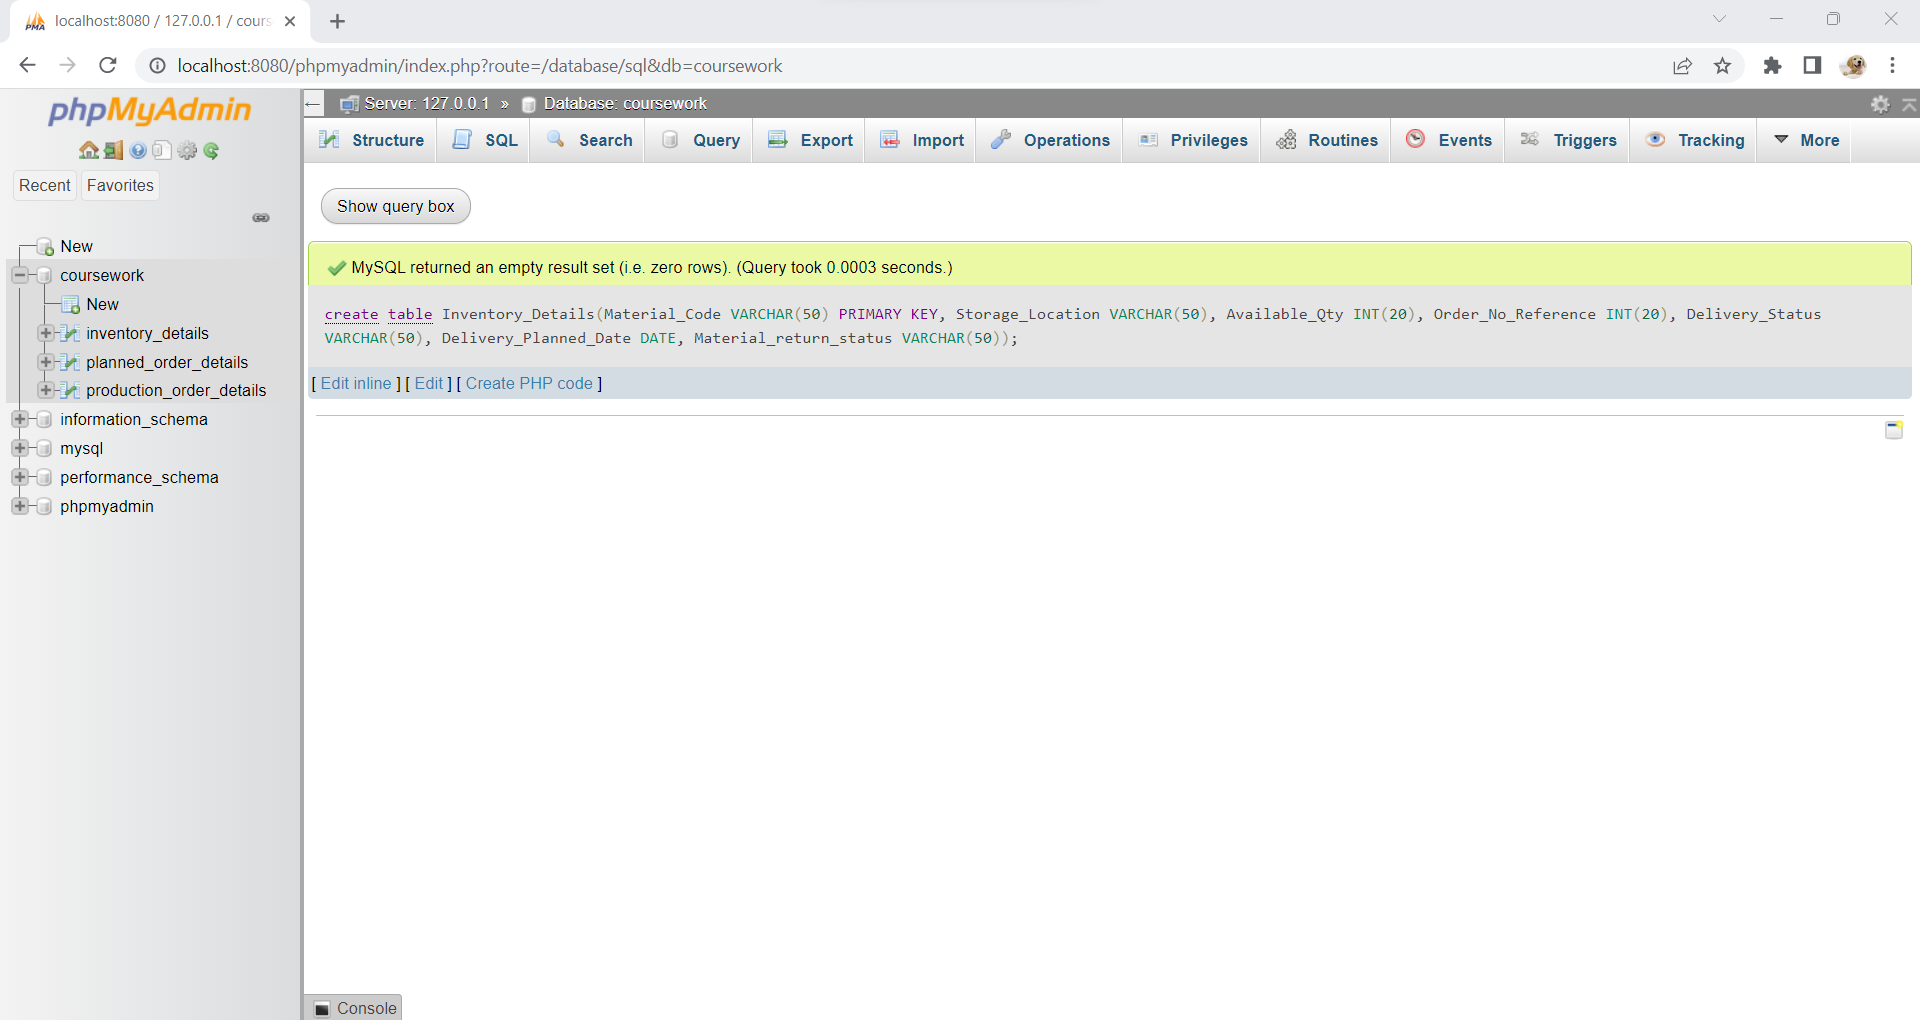 localhost:8080 / 127.0.0.1 / cours
localhost:8080/phpmyadmin/index.php?route=/database/sql&db=coursework
phpMyAdmin
Recent Favorites
New
coursework
New
inventory_details
planned_order_details
production_order_details
information_schema
mysql
performance_schema
phpmyadmin
Server: 127.0.0.1 » Database: coursework
Structure SQL Search Query Export Import Operations Privileges Routines Events Triggers Tracking More
Show query box
MySQL returned an empty result set (i.e. zero rows). (Query took 0.0003 seconds.)
create table Inventory_Details(Material_Code VARCHAR(50) PRIMARY KEY, Storage_Location VARCHAR(50), Available_Qty INT(20), Order_No_Reference INT(20), Delivery_Status
VARCHAR(50), Delivery_Planned_Date DATE, Material_return_status VARCHAR(50));
[ Edit inline ] [ Edit ] [ Create PHP code ]
Console